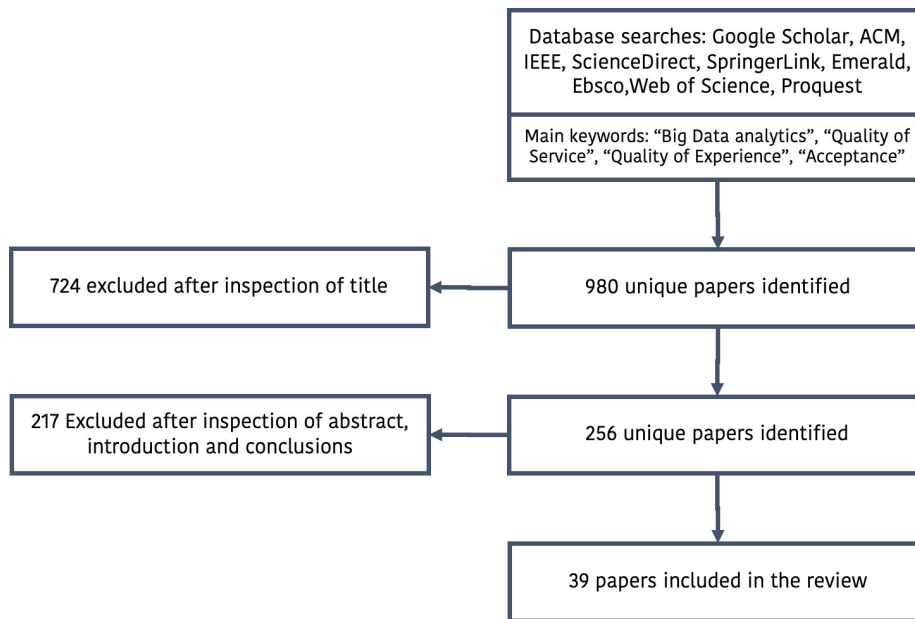 Database searches: Google Scholar, ACM,
IEEE, ScienceDirect, SpringerLink, Emerald,
Ebsco,Web of Science, Proquest
Main keywords: “Big Data analytics”, “Quality of
Service”, “Quality of Experience”, “Acceptance”
724 excluded after inspection of title
980 unique papers identified
217 Excluded after inspection of abstract,
introduction and conclusions
256 unique papers identified
39 papers included in the review